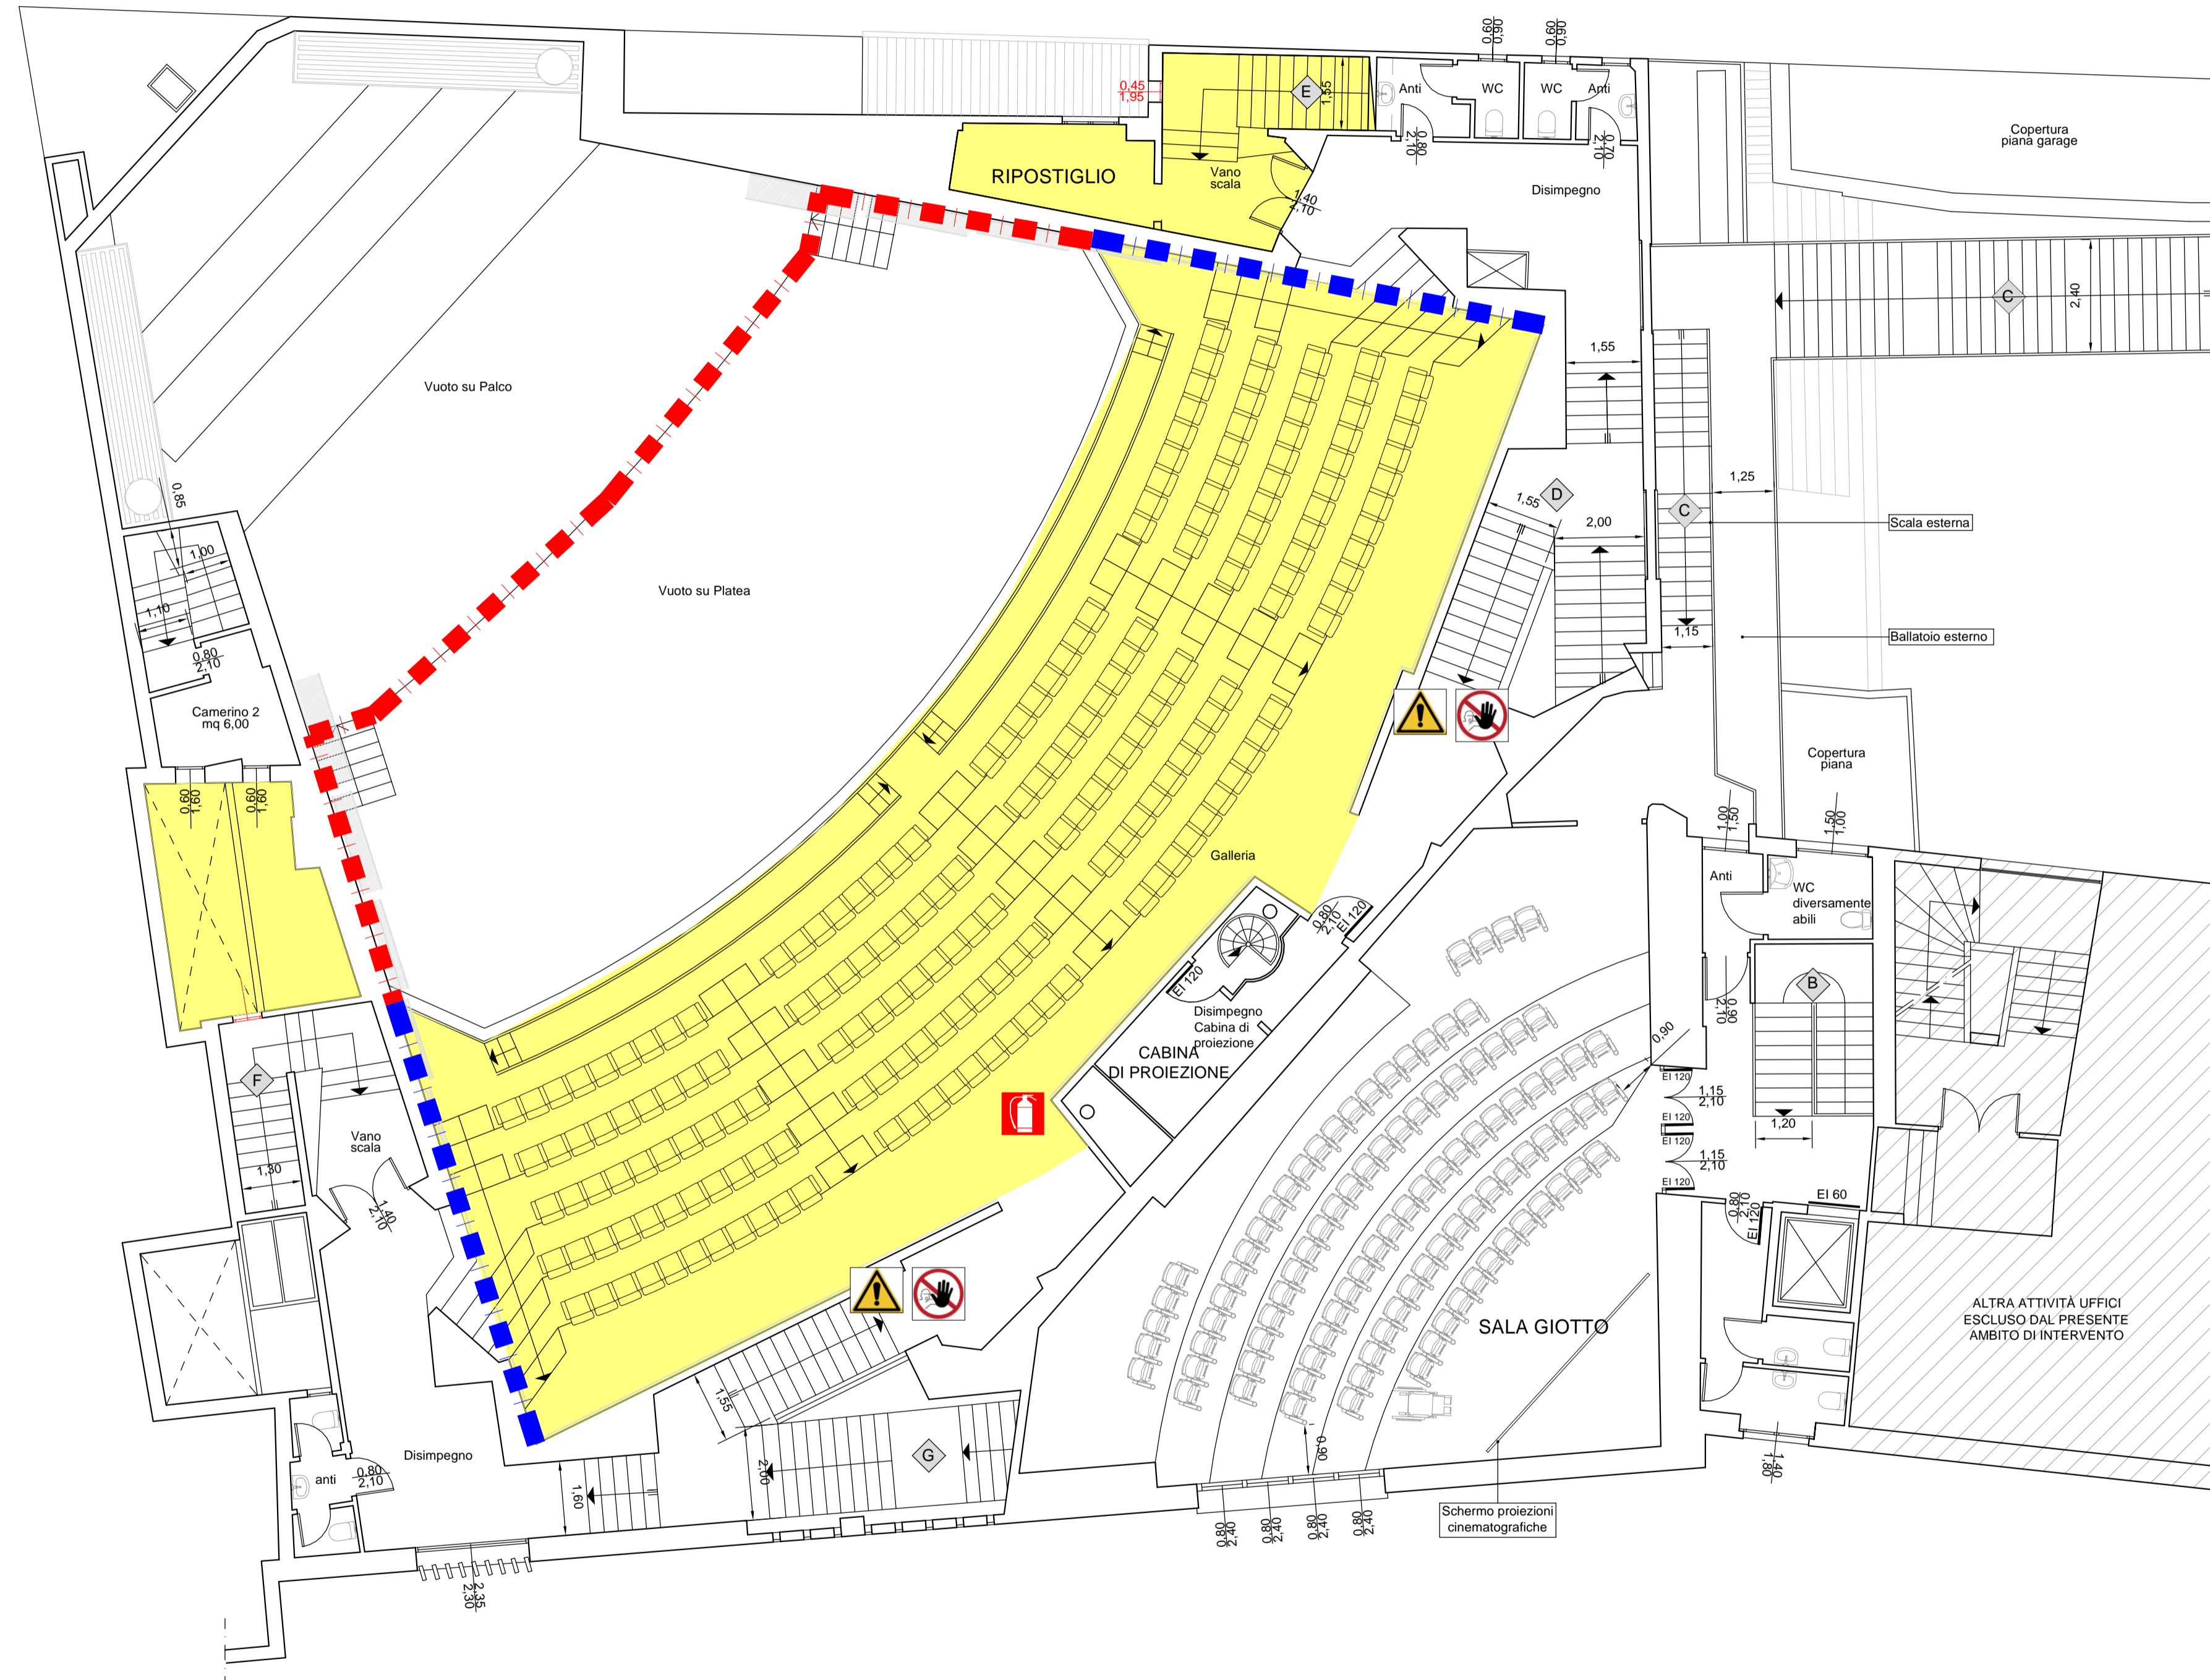 0,60
0,90
0,60
0,90
0,45
1,95
E
1,55
Anti
WC
WC
Anti
Copertura
piana garage
0,80
2,10
0,70
2,10
RIPOSTIGLIO
Vano
scala
1,40
2,10
Disimpegno
C
2,40
1,55
Vuoto su Palco
0,85
1,00
1,10
0,80
2,10
1,55
D
2,00
C
1,25
Scala esterna
Vuoto su Platea
1,15
Ballatoio esterno
Camerino 2
mq 6,00
0,60
1,60
0,60
1,60
Copertura
piana
1,00
1,50
1,50
1,00
Galleria
Anti
WC
diversamente
abili
0,80
2,10
EI 120
EI 120
Disimpegno
Cabina di
proiezione
CABINA
DI PROIEZIONE
0,90
2,10
B
0,90
EI 120
1,15
2,10
EI 120
EI 120
1,15
2,10
EI 120
1,20
F
Vano
scala
1,30
1,40
2,10
0,80
2,10
EI 120
EI 60
SALA GIOTTO
ALTRA ATTIVITÀ UFFICI
ESCLUSO DAL PRESENTE
AMBITO DI INTERVENTO
1,55
G
2,00
Disimpegno
anti
0,80
2,10
1,60
0,90
1,40
1,80
Schermo proiezioni
cinematografiche
0,80
2,40
0,80
2,40
0,80
2,40
0,80
2,40
2,35
2,30